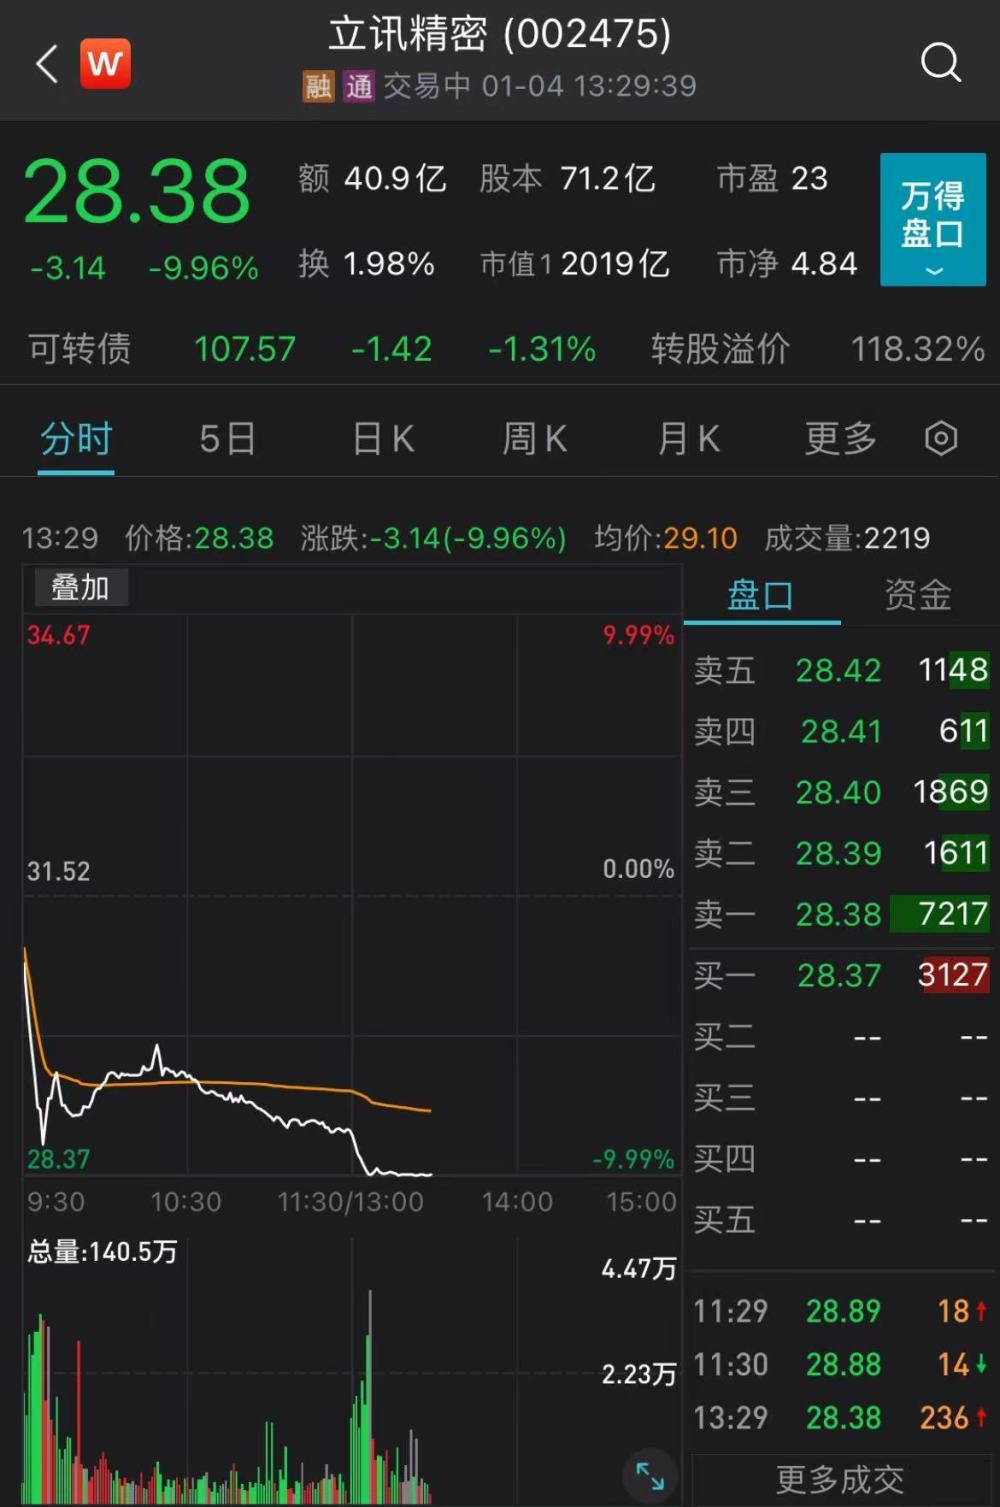 立讯精密 (002475)
W
融 通 交易中 01-04 13:29:39
28.38 额 40.9亿 股本 71.2亿 市盈 23 万得
盘口
-3.14 -9.96% 换 1.98% 市值1 2019亿 市净 4.84
可转债 107.57 -1.42 -1.31% 转股溢价 118.32%
分时 5日 日K 周K 月K 更多
13:29 价格:28.38 涨跌:-3.14(-9.96%) 均价:29.10 成交量:2219
叠加
34.67 9.99%
31.52 0.00%
28.37 -9.99%
9:30 10:30 11:30/13:00 14:00 15:00
总量:140.5万
4.47万
2.23万
盘口 资金
卖五 28.42 1148
卖四 28.41 611
卖三 28.40 1869
卖二 28.39 1611
卖一 28.38 7217
买一 28.37 3127
买二 -- --
买三 -- --
买四 -- --
买五 -- --
11:29 28.89 18↑
11:30 28.88 14↓
13:29 28.38 236↑
更多成交